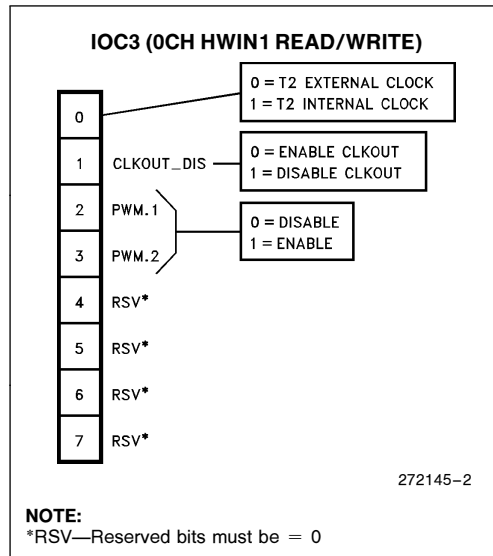 IOC3 (0CH HWIN1 READ/WRITE)
0 = T2 EXTERNAL CLOCK
1 = T2 INTERNAL CLOCK
0
1 CLKOUT_DIS
0 = ENABLE CLKOUT
1 = DISABLE CLKOUT
2 PWM.1
0 = DISABLE
1 = ENABLE
3 PWM.2
4 RSV*
5 RSV*
6 RSV*
7 RSV*
272145–2
NOTE:
*RSV—Reserved bits must be = 0